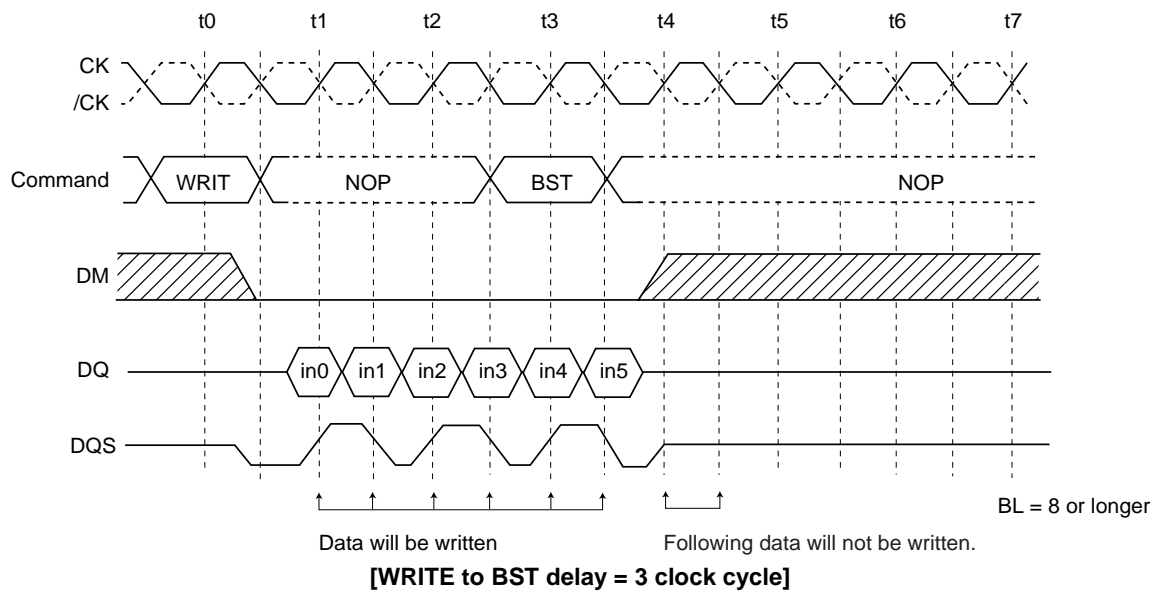 t0 t1 t2 t3 t4 t5 t6 t7
CK
/CK
Command WRIT NOP BST NOP
DM
DQ in0 in1 in2 in3 in4 in5
DQS
BL = 8 or longer
Data will be written Following data will not be written.
[WRITE to BST delay = 3 clock cycle]